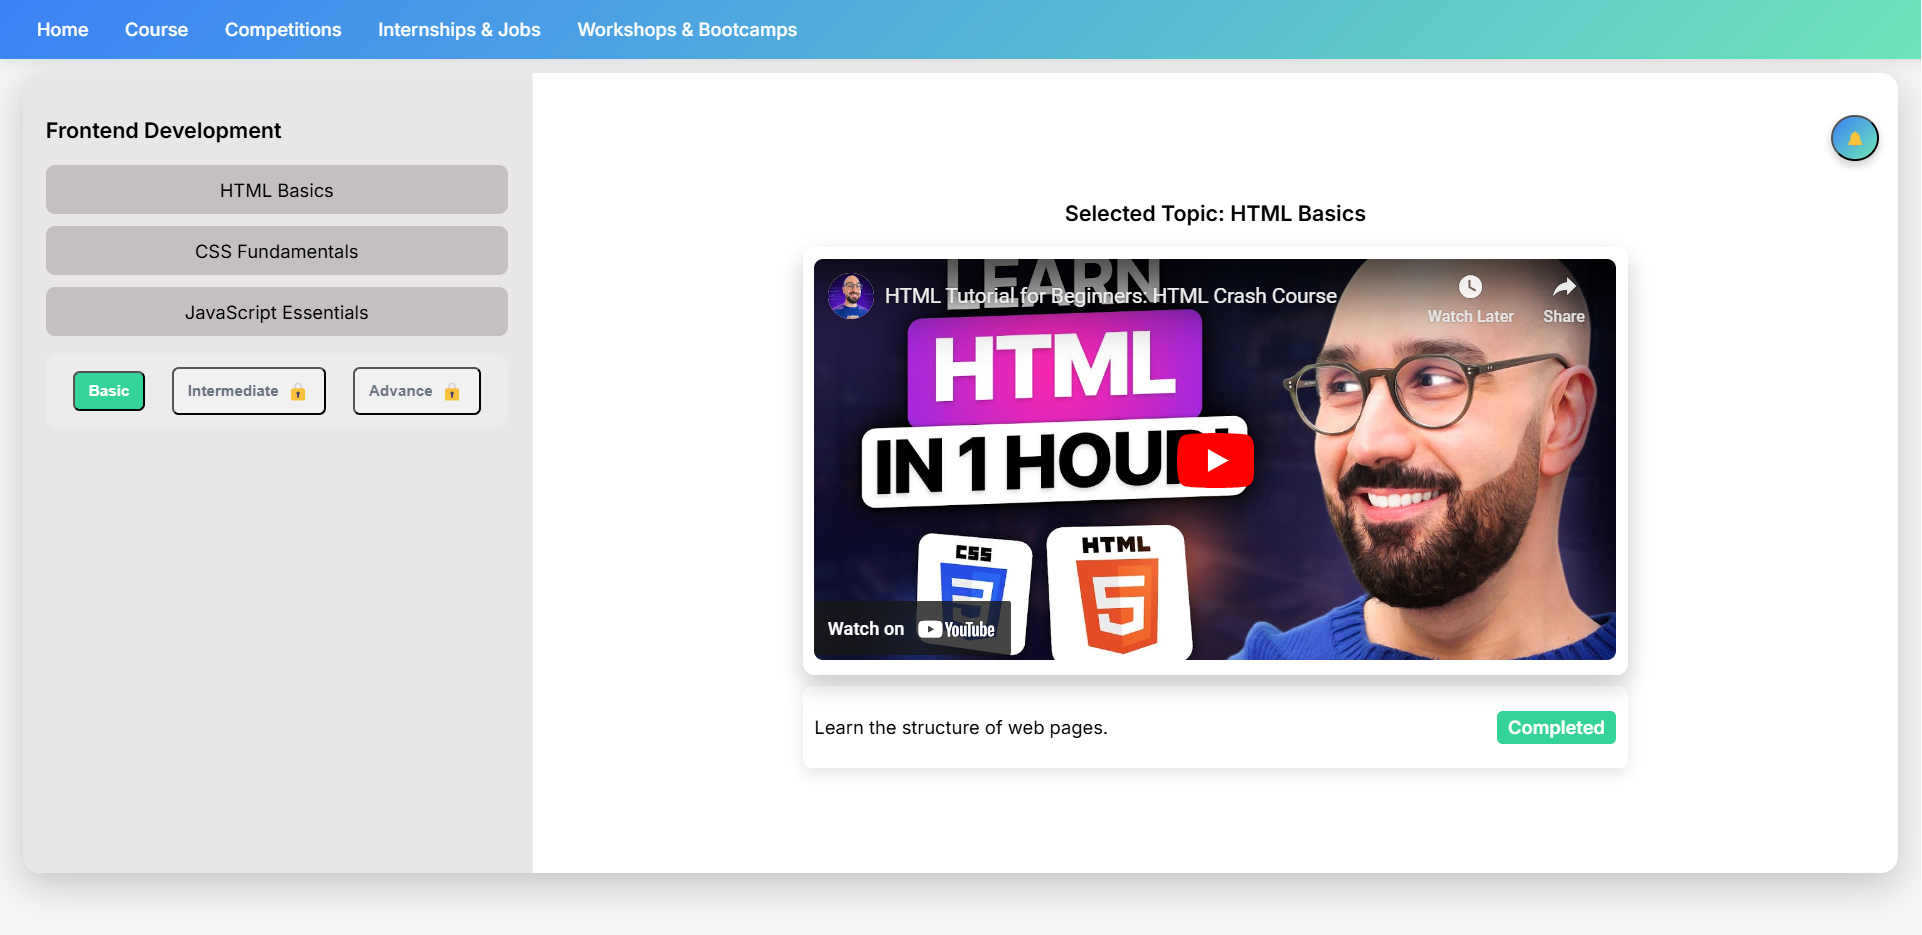 Home Course Competitions Internships & Jobs Workshops & Bootcamps
Frontend Development
HTML Basics
CSS Fundamentals
JavaScript Essentials
Basic Intermediate Advance
Selected Topic: HTML Basics
LEARN
HTML Tutorial for Beginners: HTML Crash Course
Watch Later Share
HTML
IN 1 HOUR!
CSS
HTML
Watch on YouTube
Learn the structure of web pages.
Completed